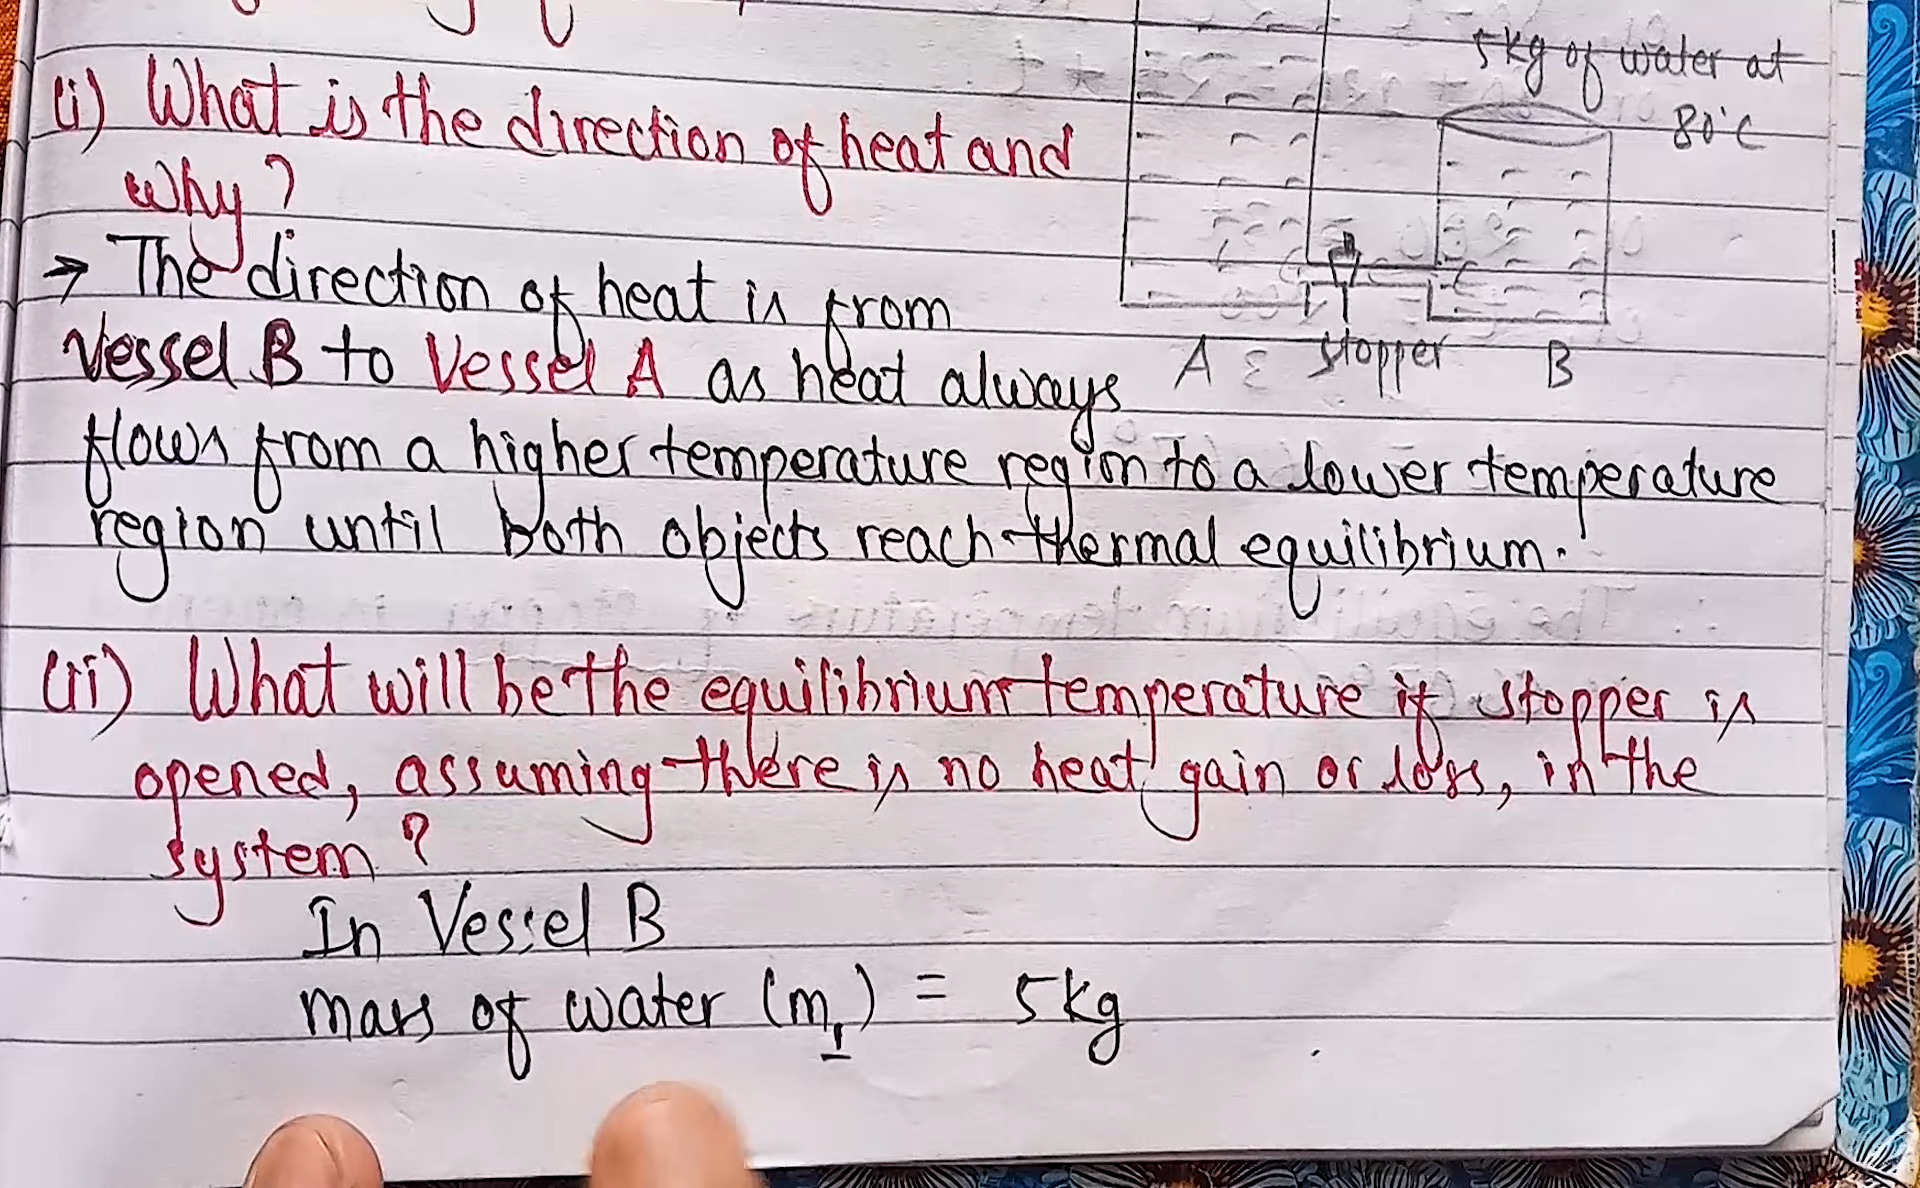 5kg of water at
80°C
(i) What is the direction of heat and
why?
→ The direction of heat is from
Vessel B to Vessel A as heat always
A
stopper
B
flows from a higher temperature region to a lower temperature
region until both objects reach thermal equilibrium.
(ii) What will be the equilibrium temperature if stopper is
opened, assuming there is no heat gain or loss, in the
system?
In Vessel B
mass of water (m₁) = 5kg